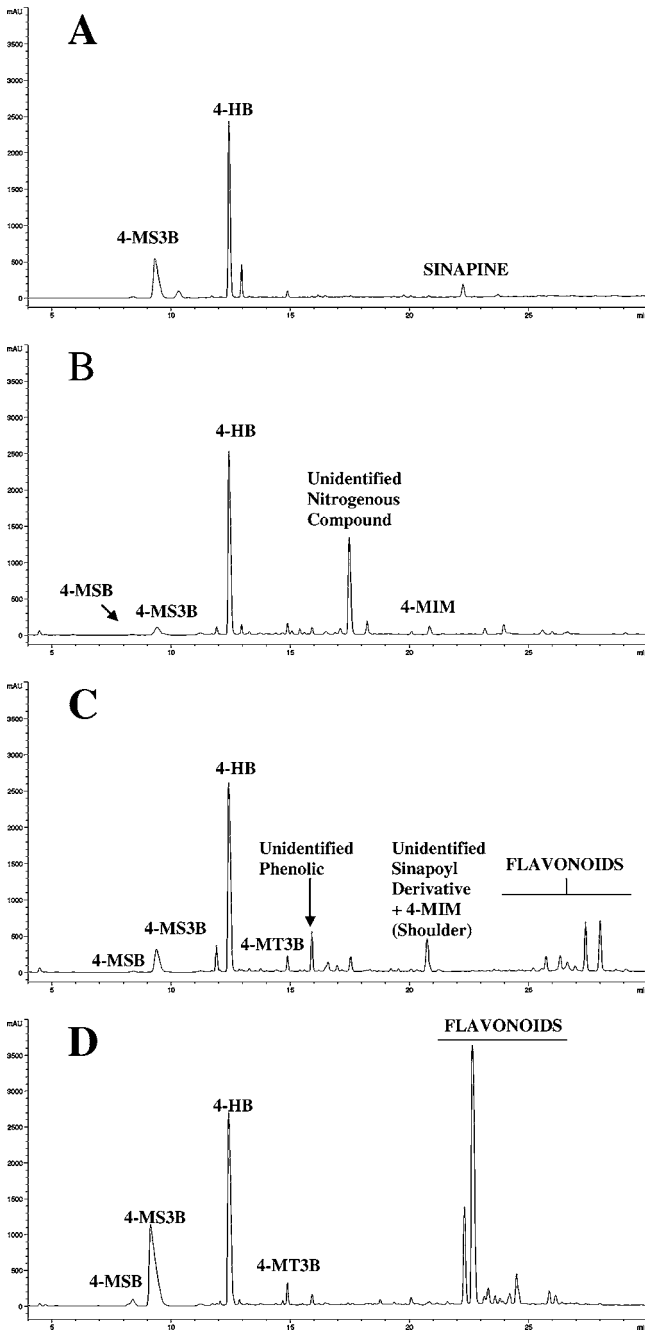 mAU
A
3500
3000
4-HB
2500
2000
1500
4-MS3B
1000
500
SINAPINE
0
5
10
15
20
25
mi
mAU
B
3500
3000
4-HB
2500
Unidentified
Nitrogenous
Compound
2000
1500
4-MSB
4-MS3B
4-MIM
1000
500
0
5
10
15
20
25
mi
mAU
C
3500
3000
4-HB
2500
2000
Unidentified
Phenolic
Unidentified
Sinapoyl
Derivative
+ 4-MIM
(Shoulder)
FLAVONOIDS
1500
1000
4-MS3B
4-MSB
4-MT3B
500
0
5
10
15
20
25
mi
mAU
D
FLAVONOIDS
3500
3000
4-HB
2500
2000
1500
4-MS3B
1000
4-MSB
4-MT3B
500
0
5
10
15
20
25
mi